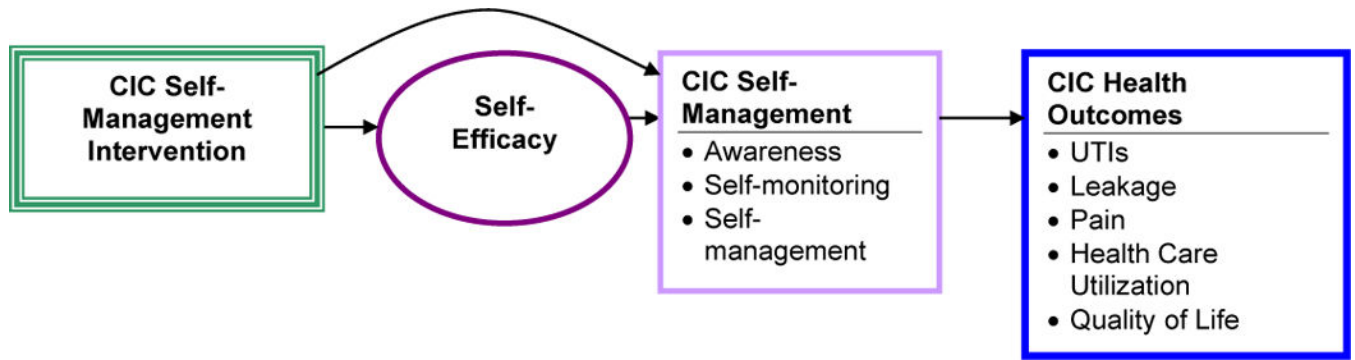 CIC Self-
Management
Intervention
Self-
Efficacy
CIC Self-
Management
• Awareness
• Self-monitoring
• Self-
management
CIC Health
Outcomes
• UTIs
• Leakage
• Pain
• Health Care
Utilization
• Quality of Life